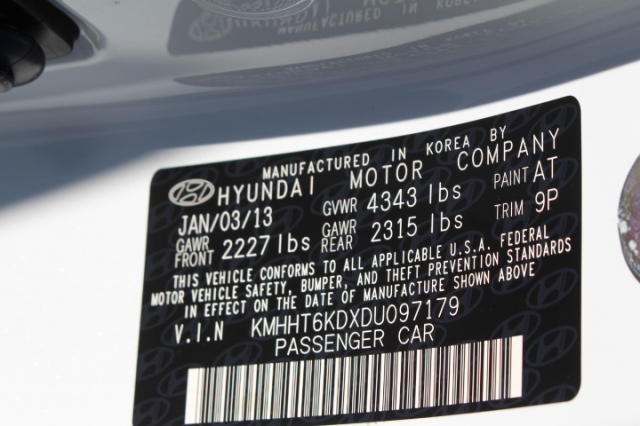 MANUFACTURED IN KOREA BY
HYUNDAI MOTOR COMPANY
JAN/03/13 GVWR 4343 lbs PAINT AT
GAWR FRONT 2227 lbs GAWR REAR 2315 lbs TRIM 9P
THIS VEHICLE CONFORMS TO ALL APPLICABLE U.S.A. FEDERAL
MOTOR VEHICLE SAFETY, BUMPER, AND THEFT PREVENTION STANDARDS
IN EFFECT ON THE DATE OF MANUFACTURE SHOWN ABOVE
V.I.N KMHHT6KDXDU097179
PASSENGER CAR